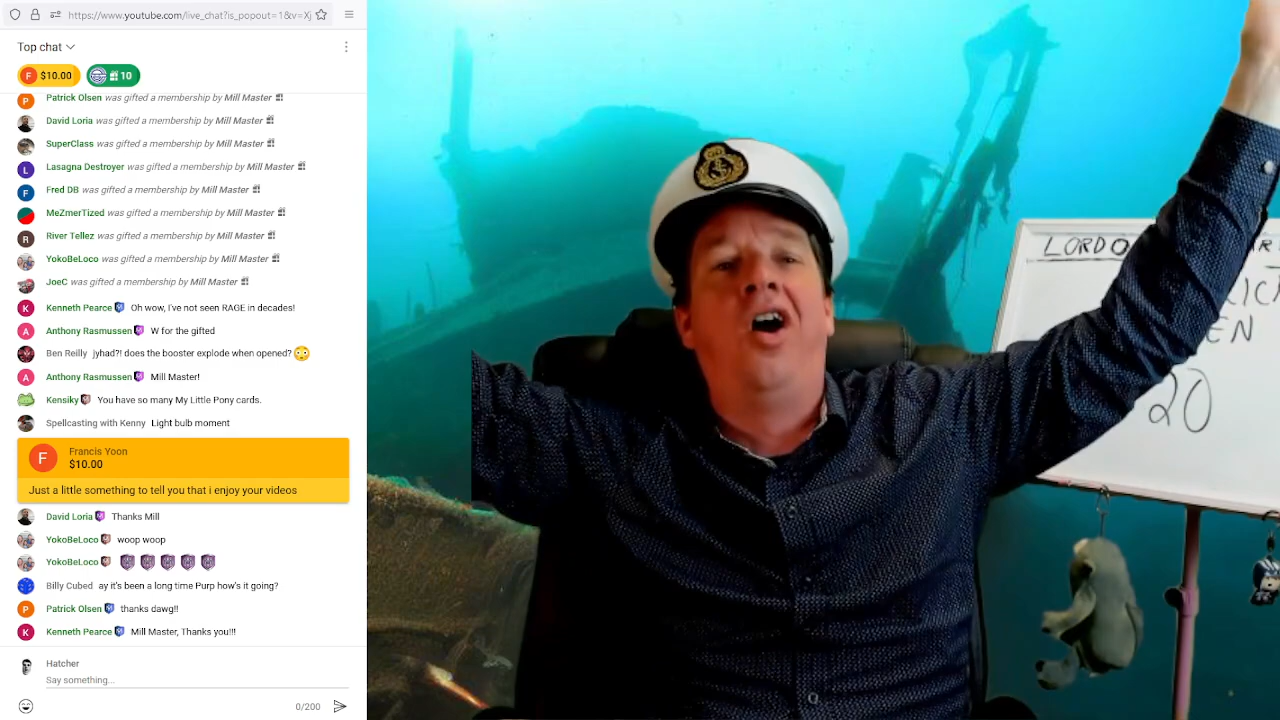 https://www.youtube.com/live_chat?is_popout=1&v=Xj
Top chat
F $10.00
10
P Patrick Olsen was gifted a membership by Mill Master
David Loria was gifted a membership by Mill Master
SuperClass was gifted a membership by Mill Master
L Lasagna Destroyer was gifted a membership by Mill Master
F Fred DB was gifted a membership by Mill Master
MeZmerTized was gifted a membership by Mill Master
R River Tellez was gifted a membership by Mill Master
YokoBeLoco was gifted a membership by Mill Master
JoeC was gifted a membership by Mill Master
K Kenneth Pearce Oh wow, I've not seen RAGE in decades!
A Anthony Rasmussen W for the gifted
Ben Reilly jyhad?! does the booster explode when opened?
A Anthony Rasmussen Mill Master!
Kensiky You have so many My Little Pony cards.
Spellcasting with Kenny Light bulb moment
F Francis Yoon
$10.00
Just a little something to tell you that i enjoy your videos
David Loria Thanks Mill
YokoBeLoco woop woop
YokoBeLoco
Billy Cubed ay it's been a long time Purp how's it going?
P Patrick Olsen thanks dawg!!
K Kenneth Pearce Mill Master, Thanks you!!!
Hatcher
Say something...
0/200
LORDO
20